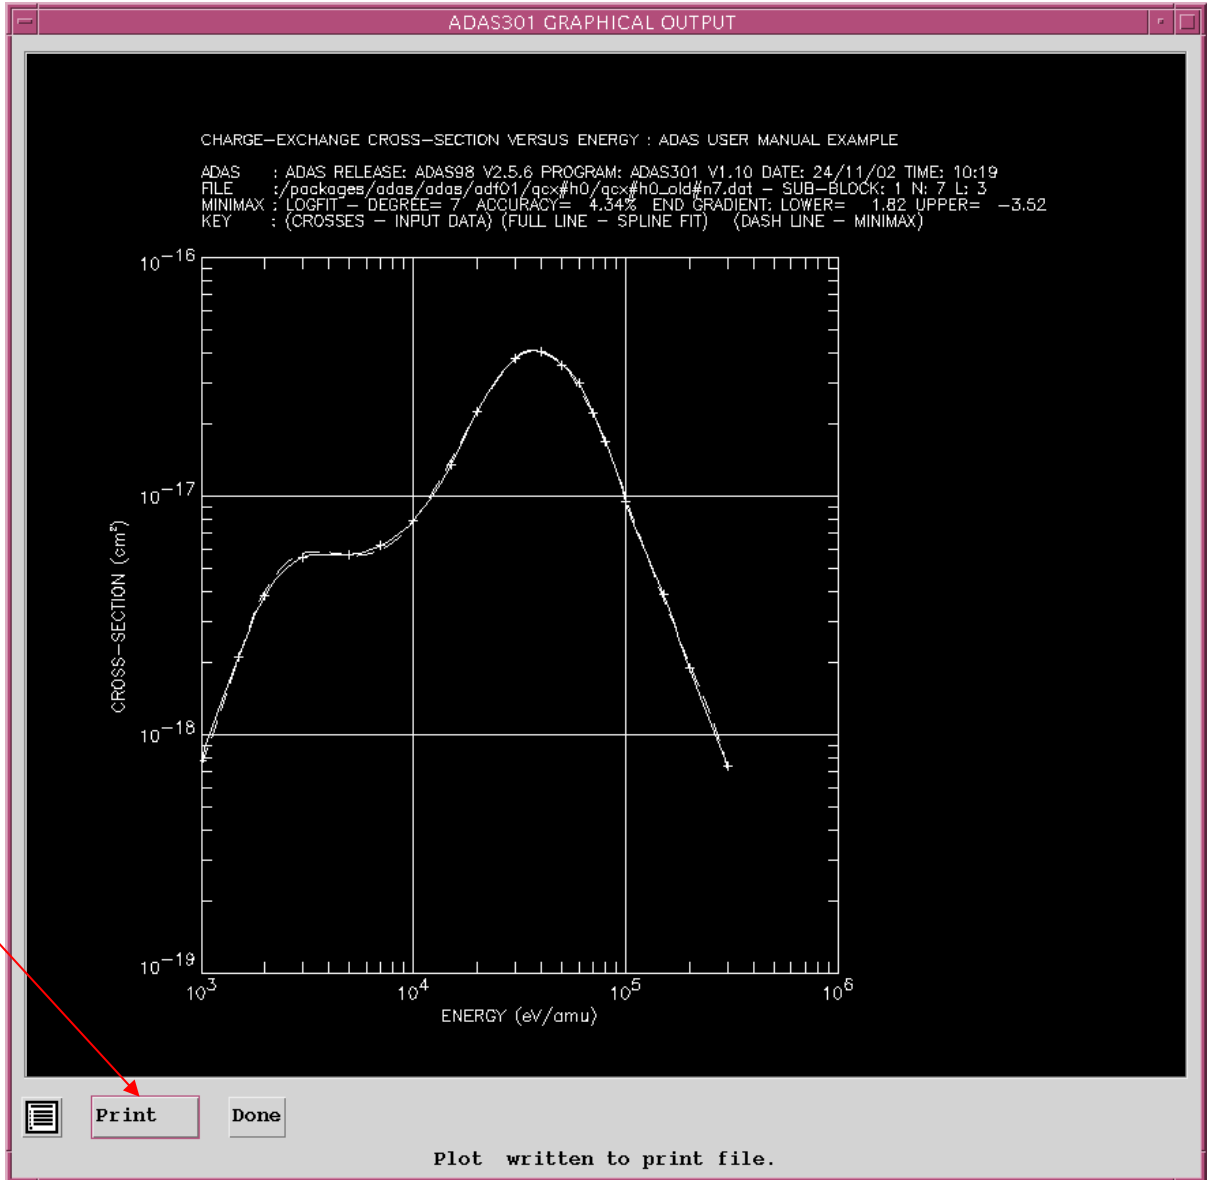 ADAS301 GRAPHICAL OUTPUT
CHARGE-EXCHANGE CROSS-SECTION VERSUS ENERGY : ADAS USER MANUAL EXAMPLE
ADAS : ADAS RELEASE: ADAS98 V2.5.6 PROGRAM: ADAS301 V1.10 DATE: 24/11/02 TIME: 10:19
FILE :/packages/adas/adas/adf01/qcx#h0/qcx#h0_old#n7.dat - SUB-BLOCK: 1 N: 7 L: 3
MINIMAX : LOGFIT - DEGREE= 7 ACCURACY= 4.34% END GRADIENT: LOWER= 1.82 UPPER= -3.52
KEY : (CROSSES - INPUT DATA) (FULL LINE - SPLINE FIT) (DASH LINE - MINIMAX)
10⁻¹⁶
10⁻¹⁷
10⁻¹⁸
10⁻¹⁹
CROSS-SECTION (cm²)
10³ 10⁴ 10⁵ 10⁶
ENERGY (eV/amu)
Print Done
Plot written to print file.